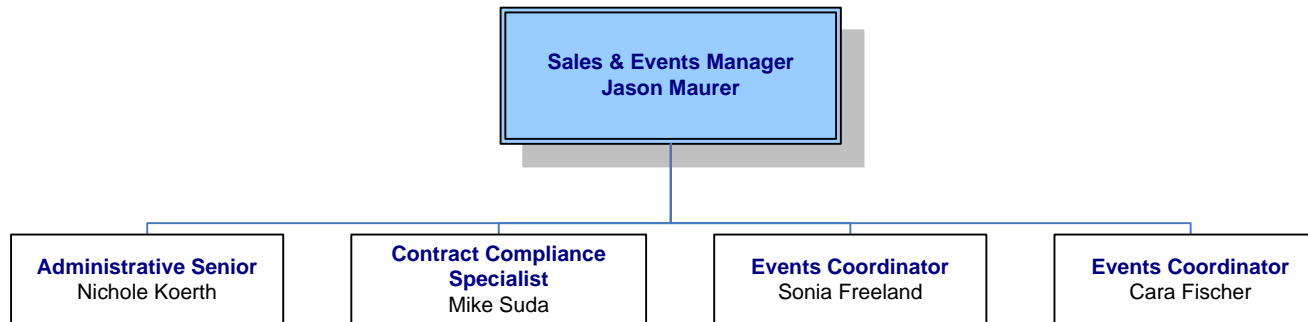 Sales & Events Manager
Jason Maurer
Administrative Senior
Nichole Koerth
Contract Compliance
Specialist
Mike Suda
Events Coordinator
Sonia Freeland
Events Coordinator
Cara Fischer